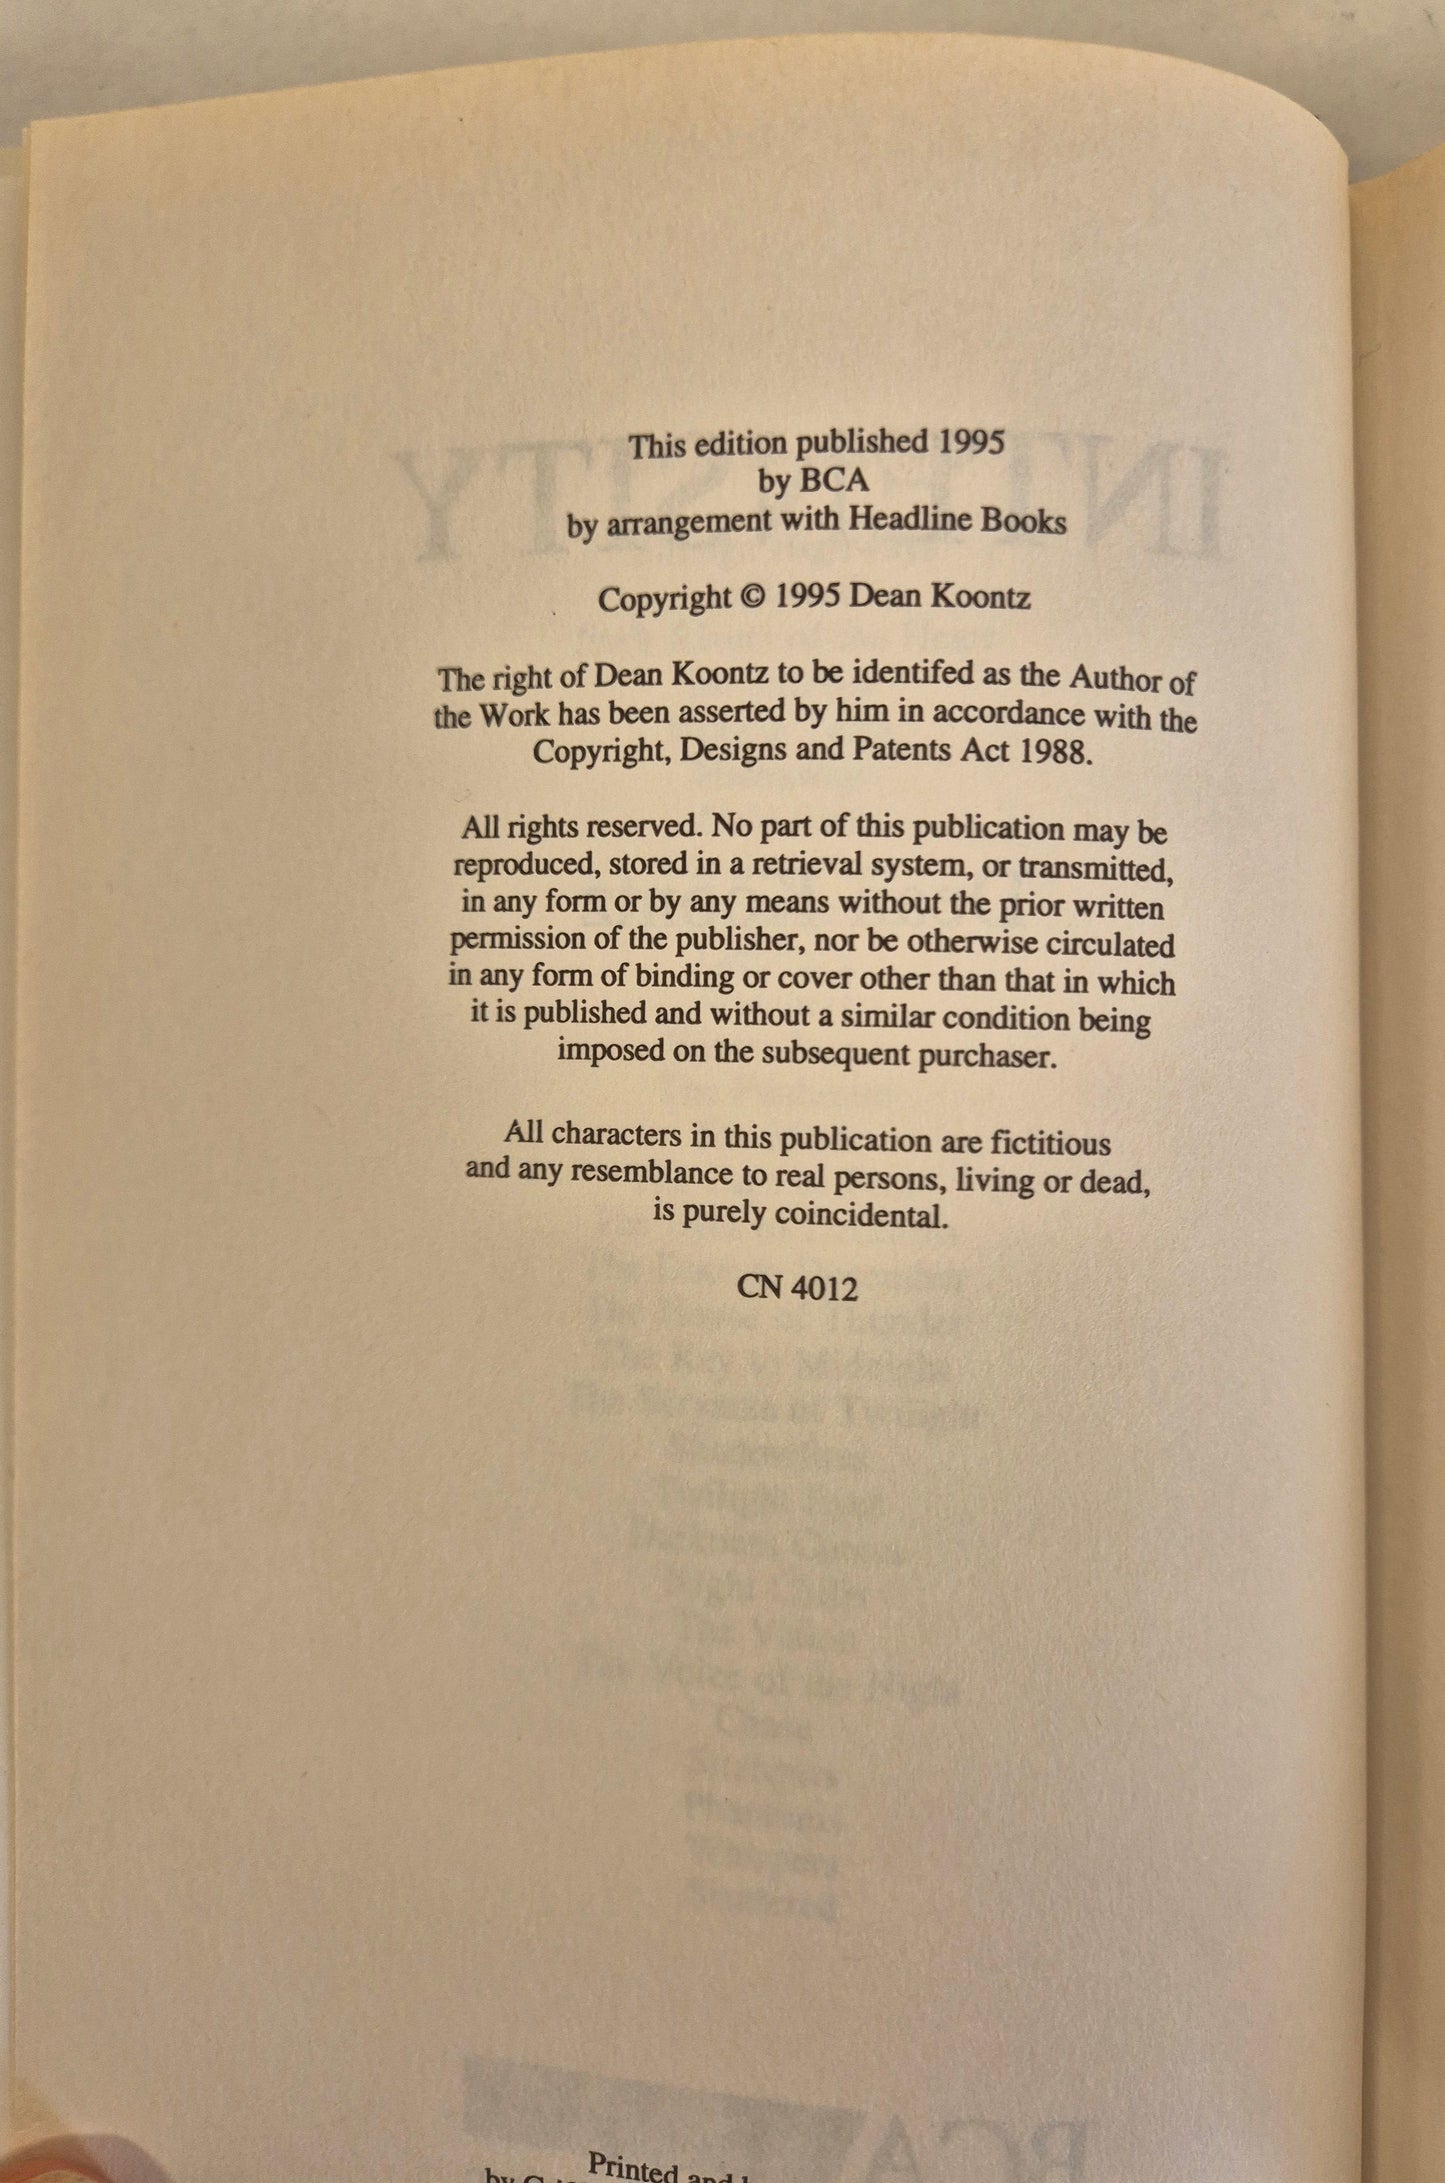 This edition published 1995
by BCA
by arrangement with Headline Books
Copyright © 1995 Dean Koontz
The right of Dean Koontz to be identifed as the Author of
the Work has been asserted by him in accordance with the
Copyright, Designs and Patents Act 1988.
All rights reserved. No part of this publication may be
reproduced, stored in a retrieval system, or transmitted,
in any form or by any means without the prior written
permission of the publisher, nor be otherwise circulated
in any form of binding or cover other than that in which
it is published and without a similar condition being
imposed on the subsequent purchaser.
All characters in this publication are fictitious
and any resemblance to real persons, living or dead,
is purely coincidental.
CN 4012
Printed and
by